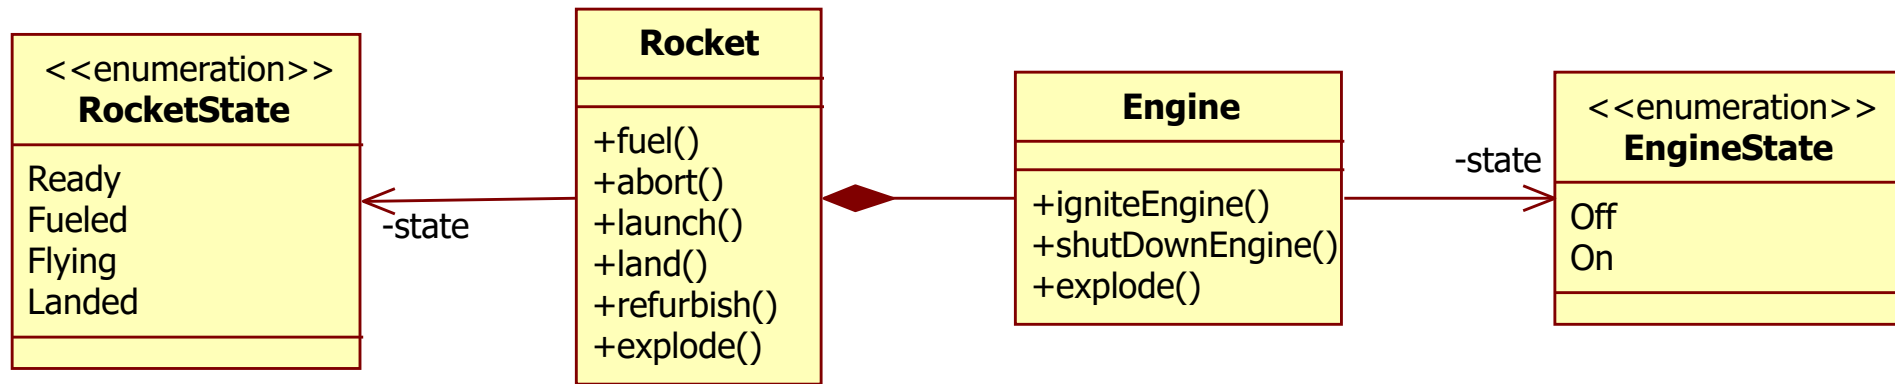 <<enumeration>>
RocketState
Ready
Fueled
Flying
Landed
-state
Rocket
+fuel()
+abort()
+launch()
+land()
+refurbish()
+explode()
Engine
+igniteEngine()
+shutDownEngine()
+explode()
-state
<<enumeration>>
EngineState
Off
On